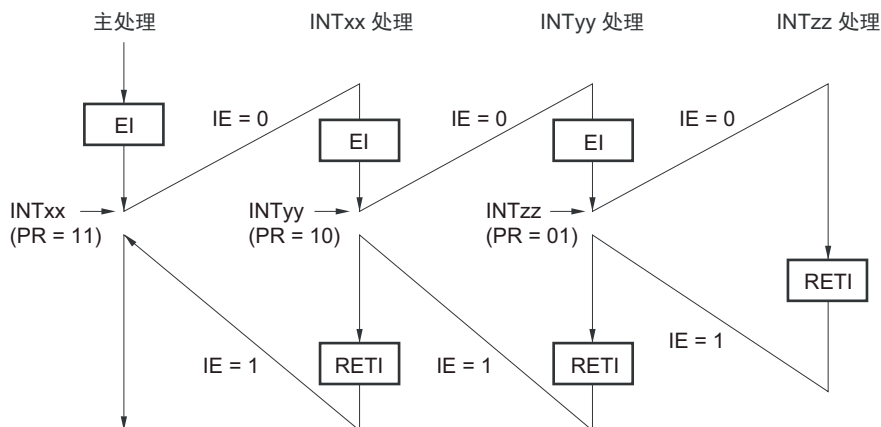 主处理
INTxx 处理
INTyy 处理
INTzz 处理
EI
IE = 0
EI
IE = 0
EI
IE = 0
INTxx
(PR = 11)
INTyy
(PR = 10)
INTzz
(PR = 01)
RETI
IE = 1
RETI
IE = 1
RETI
IE = 1